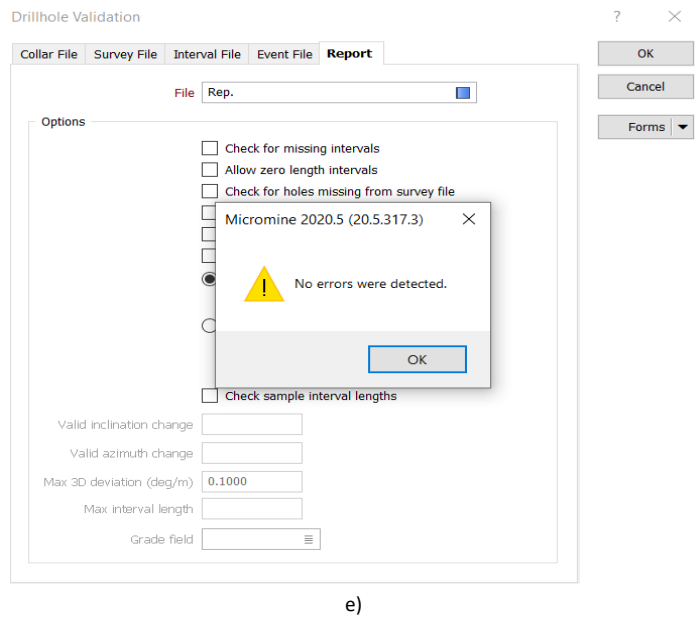 Drillhole Validation ?
Collar File Survey File Interval File Event File Report
OK
File Rep.
Cancel
Options
Forms
Check for missing intervals
Allow zero length intervals
Check for holes missing from survey file
Micromine 2020.5 (20.5.317.3)
No errors were detected.
OK
Check sample interval lengths
Valid inclination change
Valid azimuth change
Max 3D deviation (deg/m) 0.1000
Max interval length
Grade field
e)